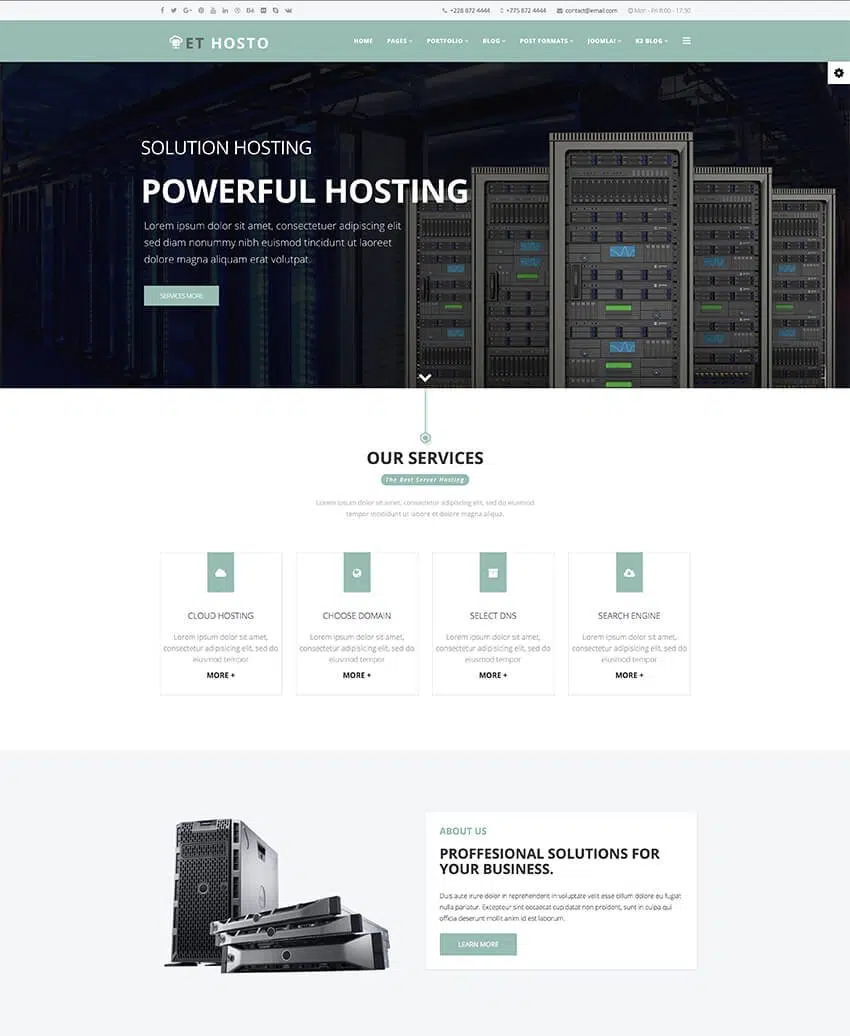 +228 872 4444 +775 872 4444 contact@email.com Mon - Fri 8:00 - 17:30
ET HOSTO
HOME PAGES PORTFOLIO BLOG POST FORMATS JOOMLA! K2 BLOG
SOLUTION HOSTING
POWERFUL HOSTING
Lorem ipsum dolor sit amet, consectetuer adipiscing elit
sed diam nonummy nibh euismod tincidunt ut laoreet
dolore magna aliquam erat volutpat.
SERVICES MORE
OUR SERVICES
The Best Server Hosting
Lorem ipsum dolor sit amet, consectetur adipiscing elit, sed do eiusmod
tempor incididunt ut labore et dolore magna aliqua.
CLOUD HOSTING
Lorem ipsum dolor sit amet,
consectetur adipiscing elit, sed do
eiusmod tempor
MORE +
CHOOSE DOMAIN
Lorem ipsum dolor sit amet,
consectetur adipiscing elit, sed do
eiusmod tempor
MORE +
SELECT DNS
Lorem ipsum dolor sit amet,
consectetur adipiscing elit, sed do
eiusmod tempor
MORE +
SEARCH ENGINE
Lorem ipsum dolor sit amet,
consectetur adipiscing elit, sed do
eiusmod tempor
MORE +
ABOUT US
PROFFESIONAL SOLUTIONS FOR
YOUR BUSINESS.
Duis aute irure dolor in reprehenderit in voluptate velit esse cillum dolore eu fugiat
nulla pariatur. Excepteur sint occaecat cupidatat non proident, sunt in culpa qui
officia deserunt mollit anim id est laborum.
LEARN MORE